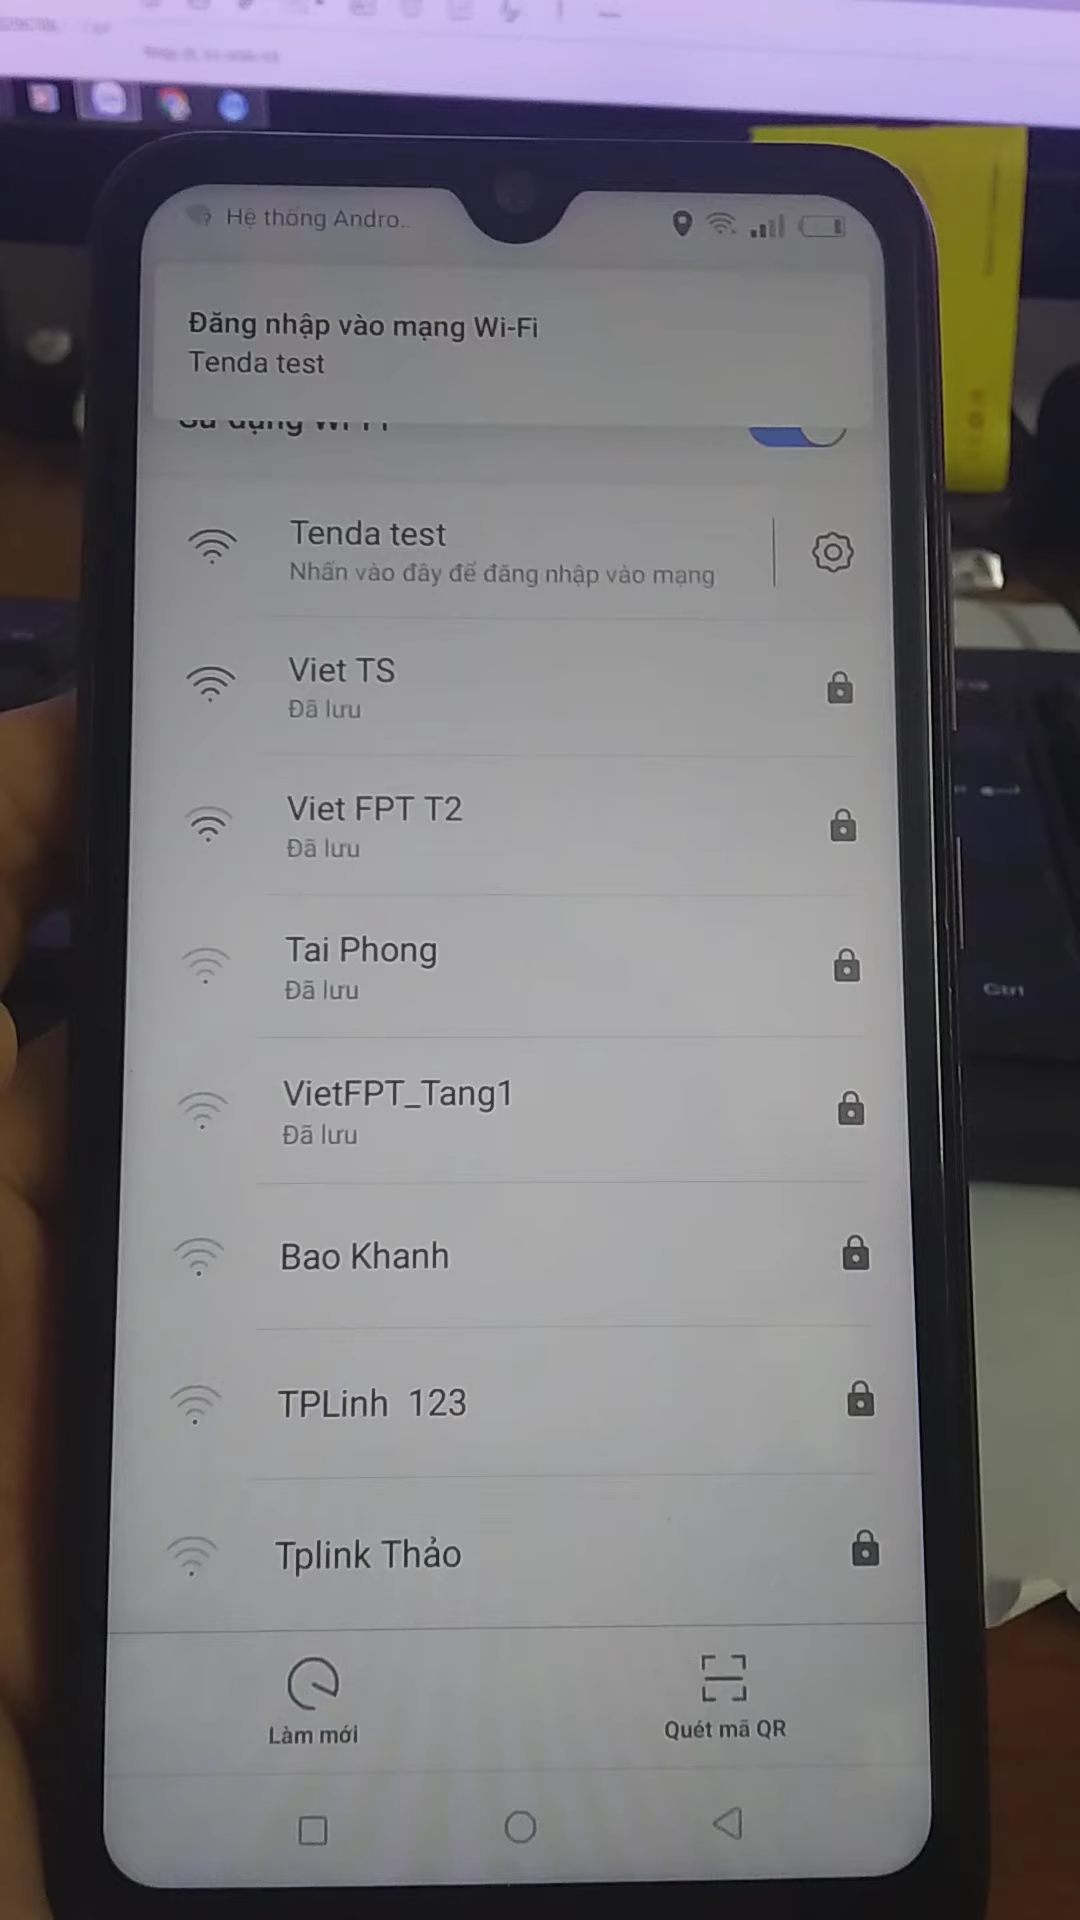 Hệ thống Andro..
Đăng nhập vào mạng Wi-Fi
Tenda test
Sử dụng Wi-Fi
Tenda test
Nhấn vào đây để đăng nhập vào mạng
Viet TS
Đã lưu
Viet FPT T2
Đã lưu
Tai Phong
Đã lưu
VietFPT_Tang1
Đã lưu
Bao Khanh
TPLinh 123
Tplink Thảo
Làm mới
Quét mã QR
Ctrl